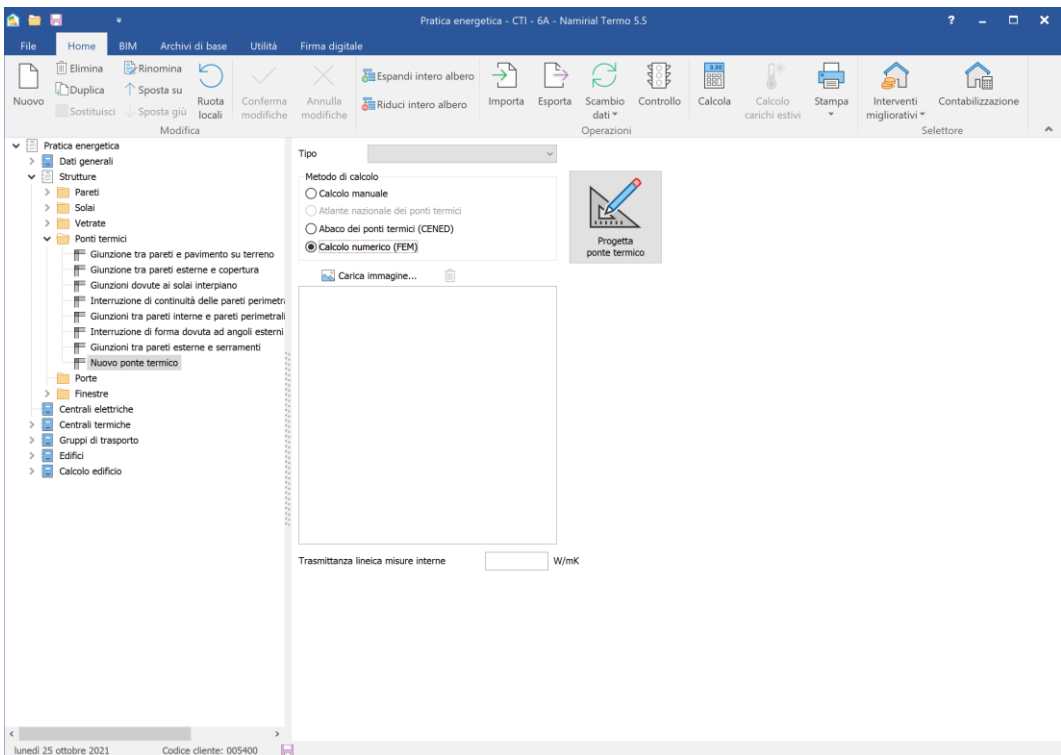 Pratica energetica - CTI - 6A - Namirial Termo 5.5
?
File Home BIM Archivi di base Utilità Firma digitale
Nuovo
Elimina
Duplica
Sostituisci
Rinomina
Sposta su
Sposta giù
Ruota
locali
Conferma
modifiche
Annulla
modifiche
Espandi intero albero
Riduci intero albero
Importa
Esporta
Scambio
dati
Controllo
0.00
Calcola
Calcolo
carichi estivi
Stampa
Interventi
migliorativi
Contabilizzazione
Modifica
Operazioni
Selettore
Pratica energetica
Dati generali
Strutture
Pareti
Solai
Vetrate
Ponti termici
Giunzione tra pareti e pavimento su terreno
Giunzione tra pareti esterne e copertura
Giunzioni dovute ai solai interpiano
Interruzione di continuità delle pareti perimetra
Giunzioni tra pareti interne e pareti perimetrali
Interruzione di forma dovuta ad angoli esterni
Giunzioni tra pareti esterne e serramenti
Nuovo ponte termico
Porte
Finestre
Centrali elettriche
Centrali termiche
Gruppi di trasporto
Edifici
Calcolo edificio
Tipo
Metodo di calcolo
Calcolo manuale
Atlante nazionale dei ponti termici
Abaco dei ponti termici (CENED)
Calcolo numerico (FEM)
Progetta
ponte termico
Carica immagine...
Trasmittanza lineica misure interne W/mK
lunedì 25 ottobre 2021 Codice cliente: 005400